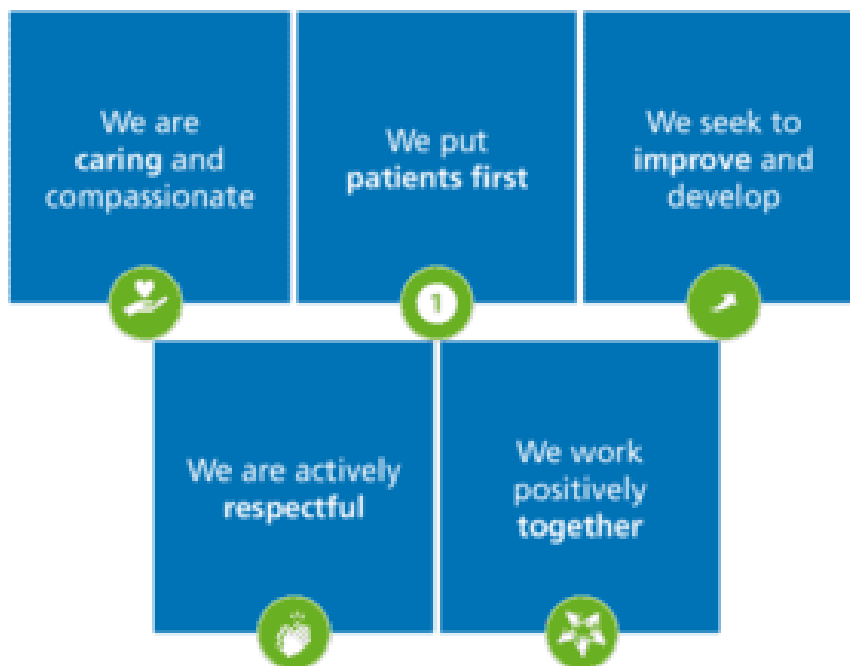 We are
caring and
compassionate
We put
patients first
We seek to
improve and
develop
1
We are actively
respectful
We work
positively
together